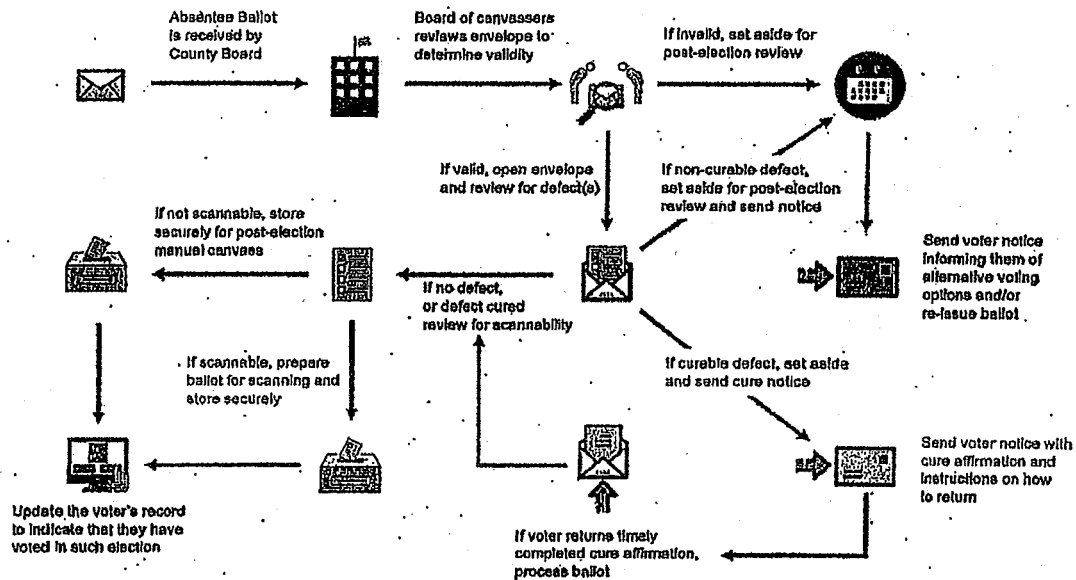 Absentee Ballot
is received by
County Board
Board of canvassers
reviews envelope to
determine validity
If invalid, set aside for
post-election review
If valid, open envelope
and review for defect(s)
If non-curable defect,
set aside for post-election
review and send notice
If not scannable, store
securely for post-election
manual canvass
Send voter notice
informing them of
alternative voting
options and/or
re-issue ballot
If no defect,
or defect cured
review for scannability
If scannable, prepare
ballot for scanning and
store securely
If curable defect, set aside
and send cure notice
Send voter notice with
cure affirmation and
instructions on how
to return
Update the voter's record
to indicate that they have
voted in such election
If voter returns timely
completed cure affirmation,
process ballot